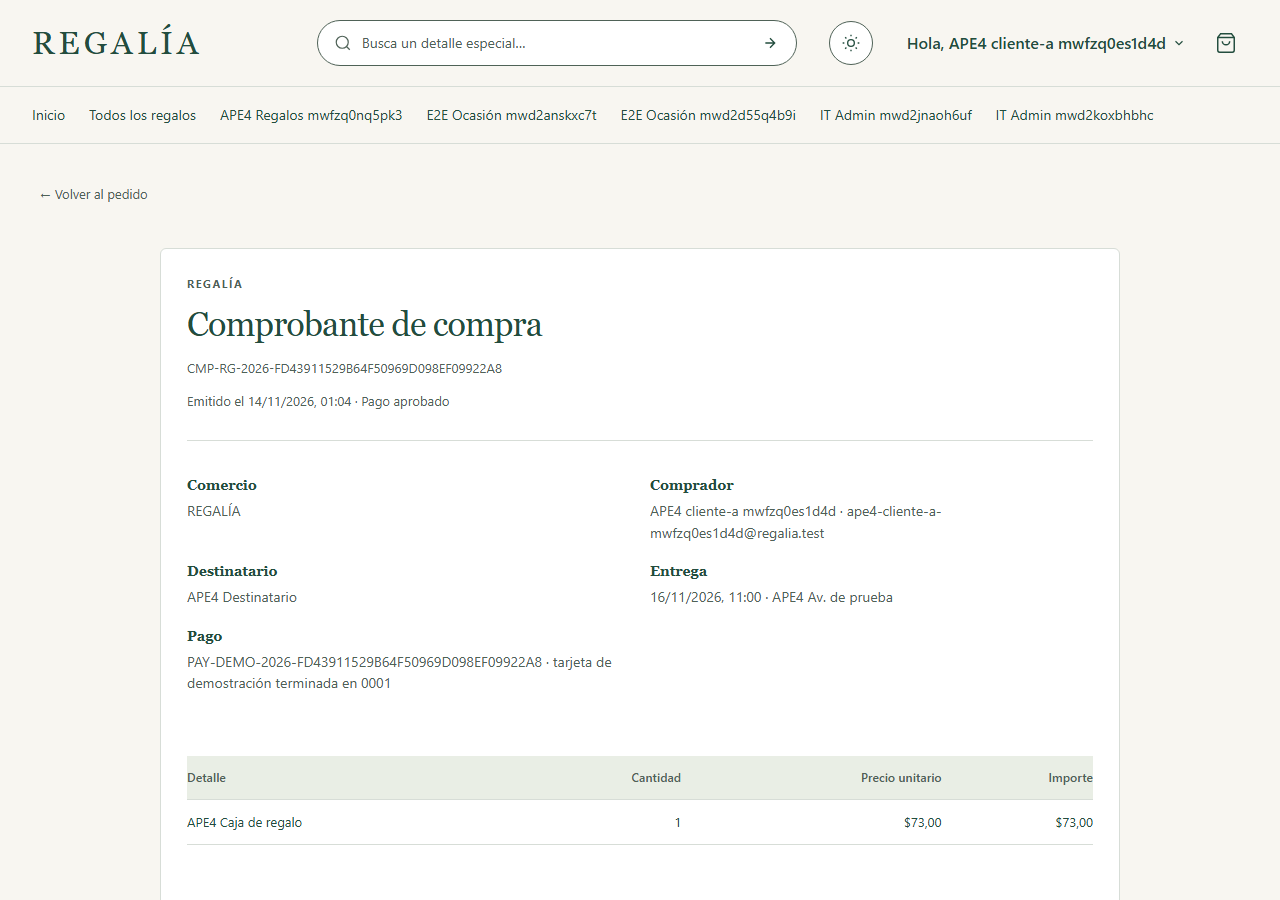 REGALÍA
Busca un detalle especial...
Hola, APE4 cliente-a mwfzq0es1d4d
Inicio
Todos los regalos
APE4 Regalos mwfzq0nq5pk3
E2E Ocasión mwd2anskxc7t
E2E Ocasión mwd2d55q4b9i
IT Admin mwd2jnaoh6uf
IT Admin mwd2koxbhbhc
← Volver al pedido
REGALÍA
Comprobante de compra
CMP-RG-2026-FD43911529B64F50969D098EF09922A8
Emitido el 14/11/2026, 01:04 · Pago aprobado
Comercio
REGALÍA
Comprador
APE4 cliente-a mwfzq0es1d4d · ape4-cliente-a-
mwfzq0es1d4d@regalia.test
Destinatario
APE4 Destinatario
Entrega
16/11/2026, 11:00 · APE4 Av. de prueba
Pago
PAY-DEMO-2026-FD43911529B64F50969D098EF09922A8 · tarjeta de
demostración terminada en 0001
Detalle Cantidad Precio unitario Importe
APE4 Caja de regalo 1 $73,00 $73,00